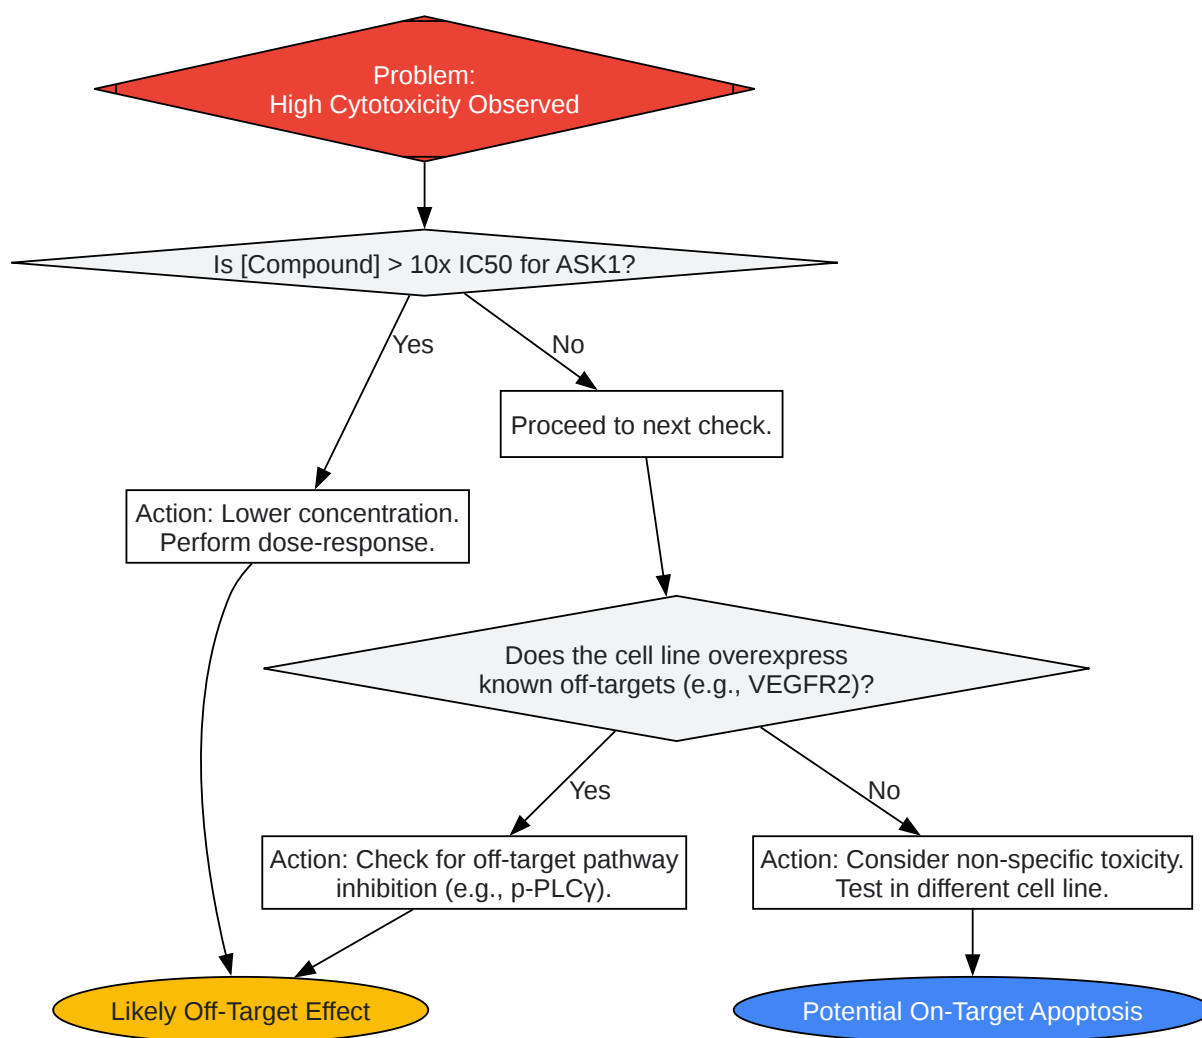 Problem:
High Cytotoxicity Observed
Is [Compound] > 10x IC50 for ASK1?
Yes
No
Proceed to next check.
Action: Lower concentration.
Perform dose-response.
Does the cell line overexpress
known off-targets (e.g., VEGFR2)?
Yes
No
Action: Check for off-target pathway
inhibition (e.g., p-PLCγ).
Action: Consider non-specific toxicity.
Test in different cell line.
Likely Off-Target Effect
Potential On-Target Apoptosis